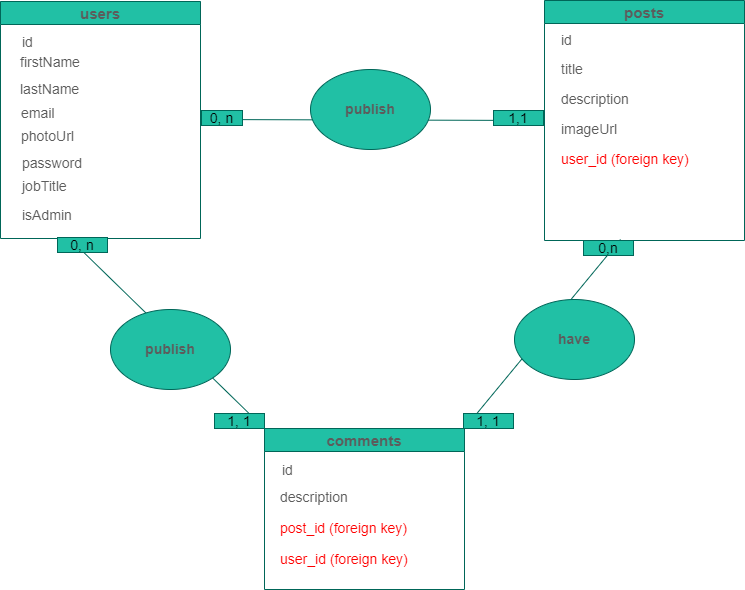 users
id
firstName
lastName
email
photoUrl
password
jobTitle
isAdmin
0, n
publish
1,1
posts
id
title
description
imageUrl
user_id (foreign key)
0, n
publish
1, 1
0,n
have
1, 1
comments
id
description
post_id (foreign key)
user_id (foreign key)